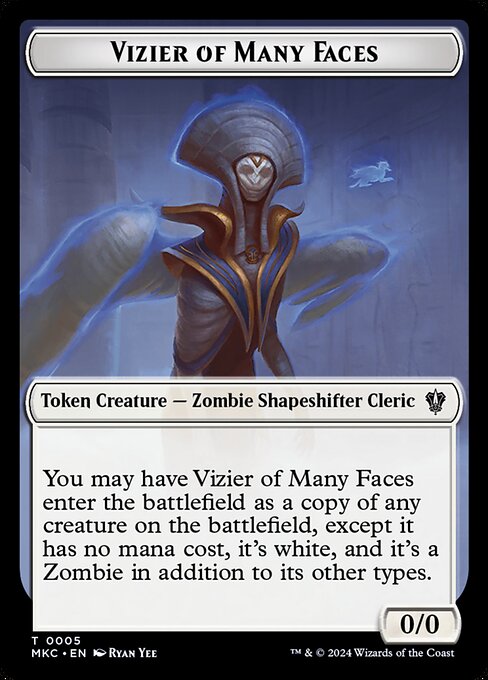 Vizier of Many Faces
Token Creature — Zombie Shapeshifter Cleric
You may have Vizier of Many Faces
enter the battlefield as a copy of any
creature on the battlefield, except it
has no mana cost, it's white, and it's a
Zombie in addition to its other types.
0/0
T 0005
MKC • EN Ryan Yee
™ & © 2024 Wizards of the Coast